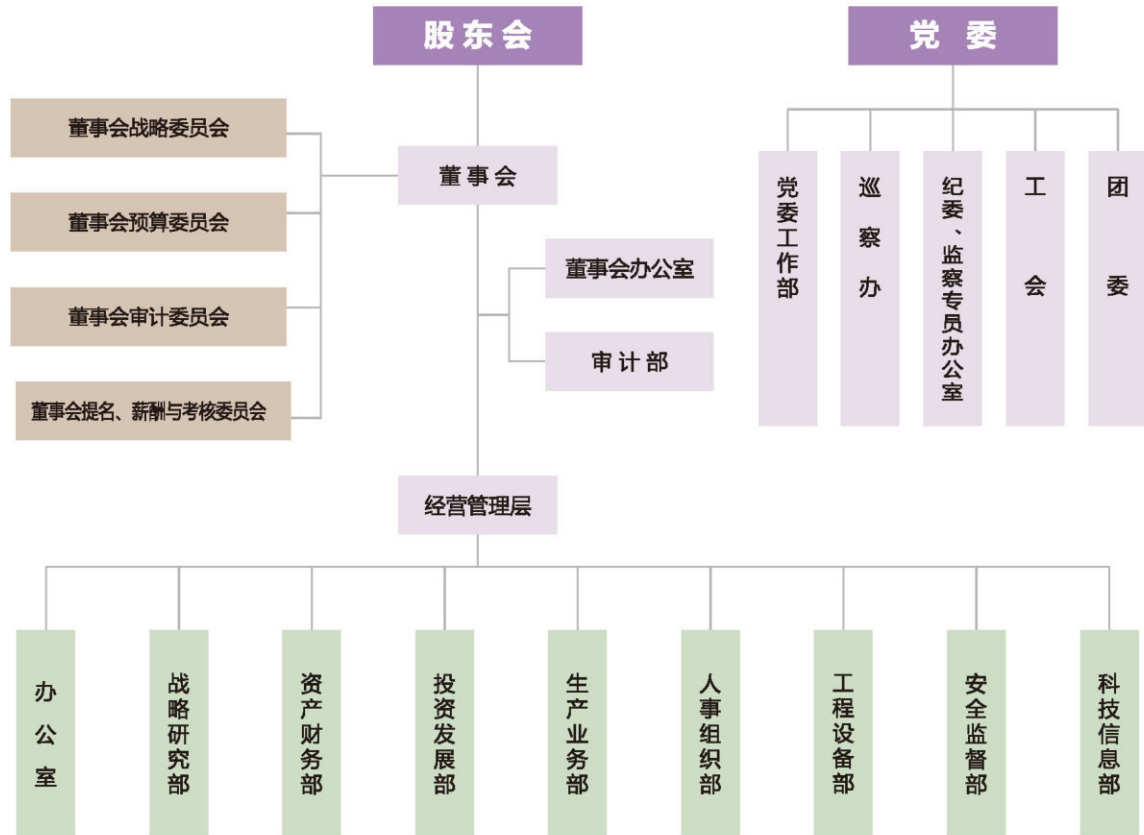 股东会
党委
董事会战略委员会
董事会
董事会预算委员会
董事会办公室
董事会审计委员会
审计部
董事会提名、薪酬与考核委员会
党委工作部
巡察办
纪委、监察专员办公室
工会
团委
经营管理层
办公室
战略研究部
资产财务部
投资发展部
生产业务部
人事组织部
工程设备部
安全监督部
科技信息部